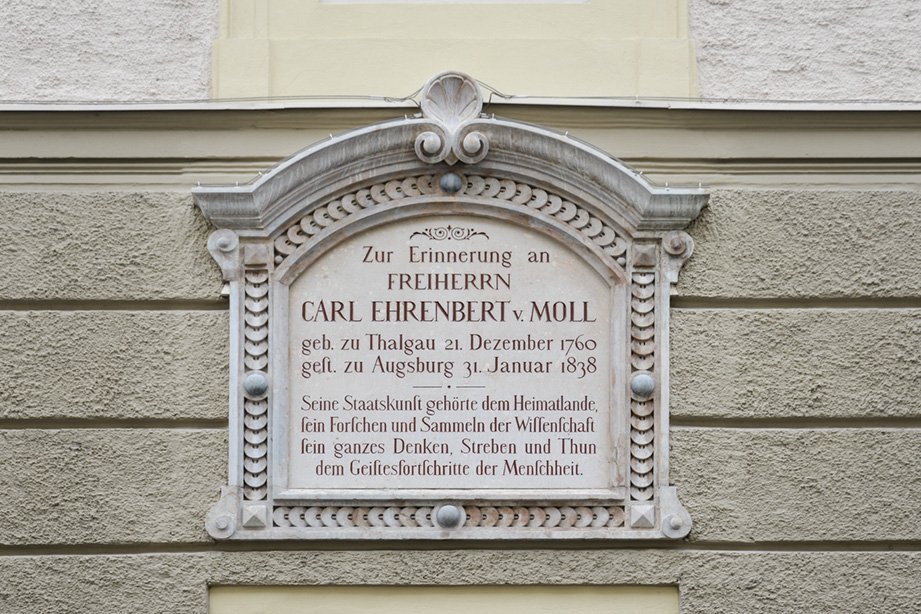 Zur Erinnerung an
FREIHERRN
CARL EHRENBERT v. MOLL
geb. zu Thalgau 21. Dezember 1760
geſt. zu Augsburg 31. Januar 1838
Seine Staatskunſt gehörte dem Heimatlande,
ſein Forſchen und Sammeln der Wiſſenſchaft
ſein ganzes Denken, Streben und Thun
dem Geiſtesfortſchritte der Menſchheit.